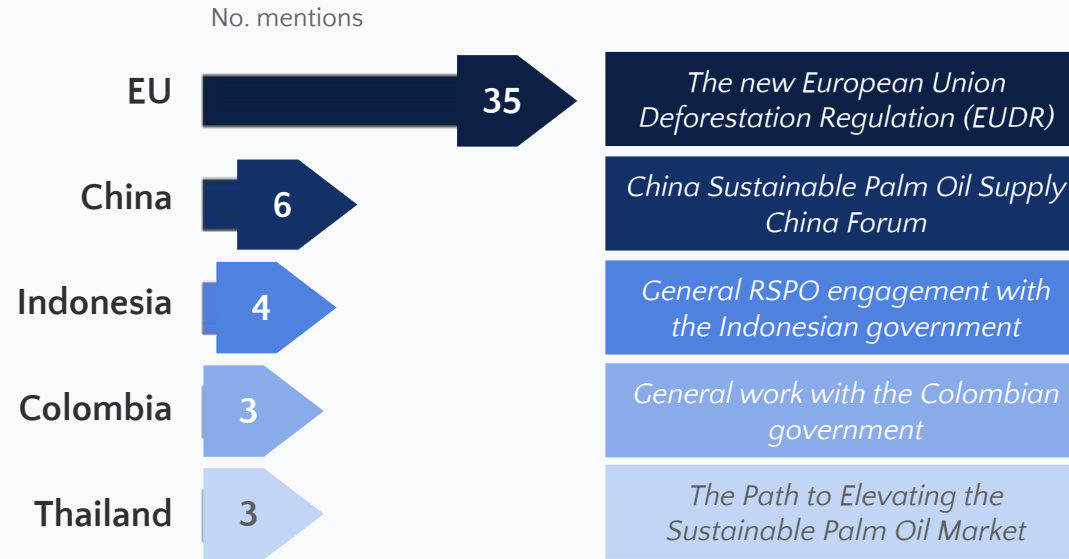 No. mentions
EU
35
The new European Union
Deforestation Regulation (EUDR)
China
6
China Sustainable Palm Oil Supply
China Forum
Indonesia
4
General RSPO engagement with
the Indonesian government
Colombia
3
General work with the Colombian
government
Thailand
3
The Path to Elevating the
Sustainable Palm Oil Market